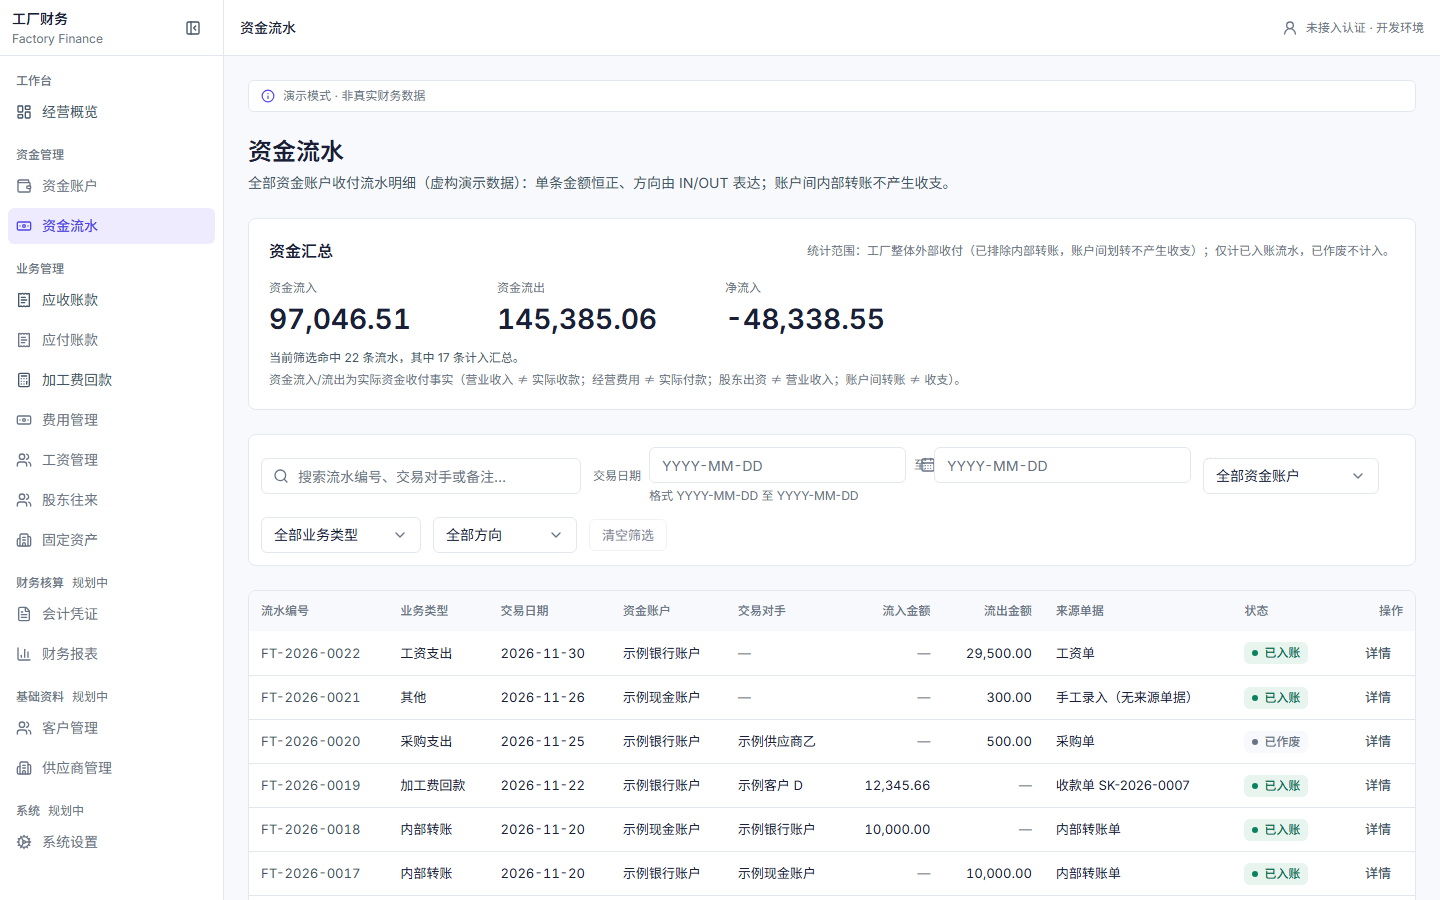 工厂财务
Factory Finance
资金流水
未接入认证 · 开发环境
工作台
经营概览
资金管理
资金账户
资金流水
业务管理
应收账款
应付账款
加工费回款
费用管理
工资管理
股东往来
固定资产
财务核算 规划中
会计凭证
财务报表
基础资料 规划中
客户管理
供应商管理
系统 规划中
系统设置
演示模式 · 非真实财务数据
资金流水
全部资金账户收付流水明细（虚构演示数据）：单条金额恒正、方向由 IN/OUT 表达；账户间内部转账不产生收支。
资金汇总
统计范围：工厂整体外部收付（已排除内部转账，账户间划转不产生收支）；仅计已入账流水，已作废不计入。
资金流入 资金流出 净流入
97,046.51 145,385.06 -48,338.55
当前筛选命中 22 条流水，其中 17 条计入汇总。
资金流入/流出为实际资金收付事实（营业收入 ≠ 实际收款；经营费用 ≠ 实际付款；股东出资 ≠ 营业收入；账户间转账 ≠ 收支）。
搜索流水编号、交易对手或备注... 交易日期 YYYY-MM-DD 至 YYYY-MM-DD 全部资金账户
格式 YYYY-MM-DD 至 YYYY-MM-DD
全部业务类型 全部方向 清空筛选
流水编号 业务类型 交易日期 资金账户 交易对手 流入金额 流出金额 来源单据 状态 操作
FT-2026-0022 工资支出 2026-11-30 示例银行账户 — — 29,500.00 工资单 已入账 详情
FT-2026-0021 其他 2026-11-26 示例现金账户 — — 300.00 手工录入（无来源单据） 已入账 详情
FT-2026-0020 采购支出 2026-11-25 示例银行账户 示例供应商乙 — 500.00 采购单 已作废 详情
FT-2026-0019 加工费回款 2026-11-22 示例银行账户 示例客户 D 12,345.66 — 收款单 SK-2026-0007 已入账 详情
FT-2026-0018 内部转账 2026-11-20 示例现金账户 示例银行账户 10,000.00 — 内部转账单 已入账 详情
FT-2026-0017 内部转账 2026-11-20 示例银行账户 示例现金账户 — 10,000.00 内部转账单 已入账 详情